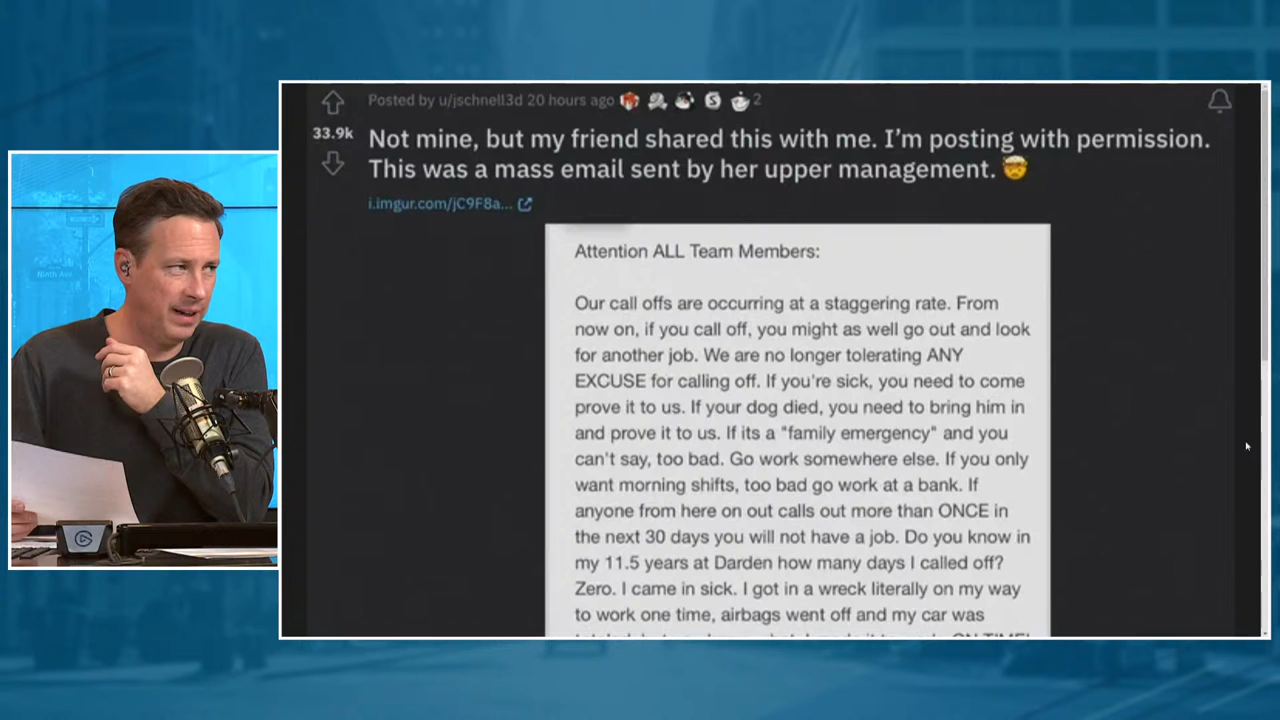 Posted by u/jschnell3d 20 hours ago
2
33.9k
Not mine, but my friend shared this with me. I'm posting with permission.
This was a mass email sent by her upper management. 🤯
i.imgur.com/jC9F8a...
Attention ALL Team Members:
Our call offs are occurring at a staggering rate. From
now on, if you call off, you might as well go out and look
for another job. We are no longer tolerating ANY
EXCUSE for calling off. If you're sick, you need to come
prove it to us. If your dog died, you need to bring him in
and prove it to us. If its a "family emergency" and you
can't say, too bad. Go work somewhere else. If you only
want morning shifts, too bad go work at a bank. If
anyone from here on out calls out more than ONCE in
the next 30 days you will not have a job. Do you know in
my 11.5 years at Darden how many days I called off?
Zero. I came in sick. I got in a wreck literally on my way
to work one time, airbags went off and my car was
ON TIME!
Ninth Ave